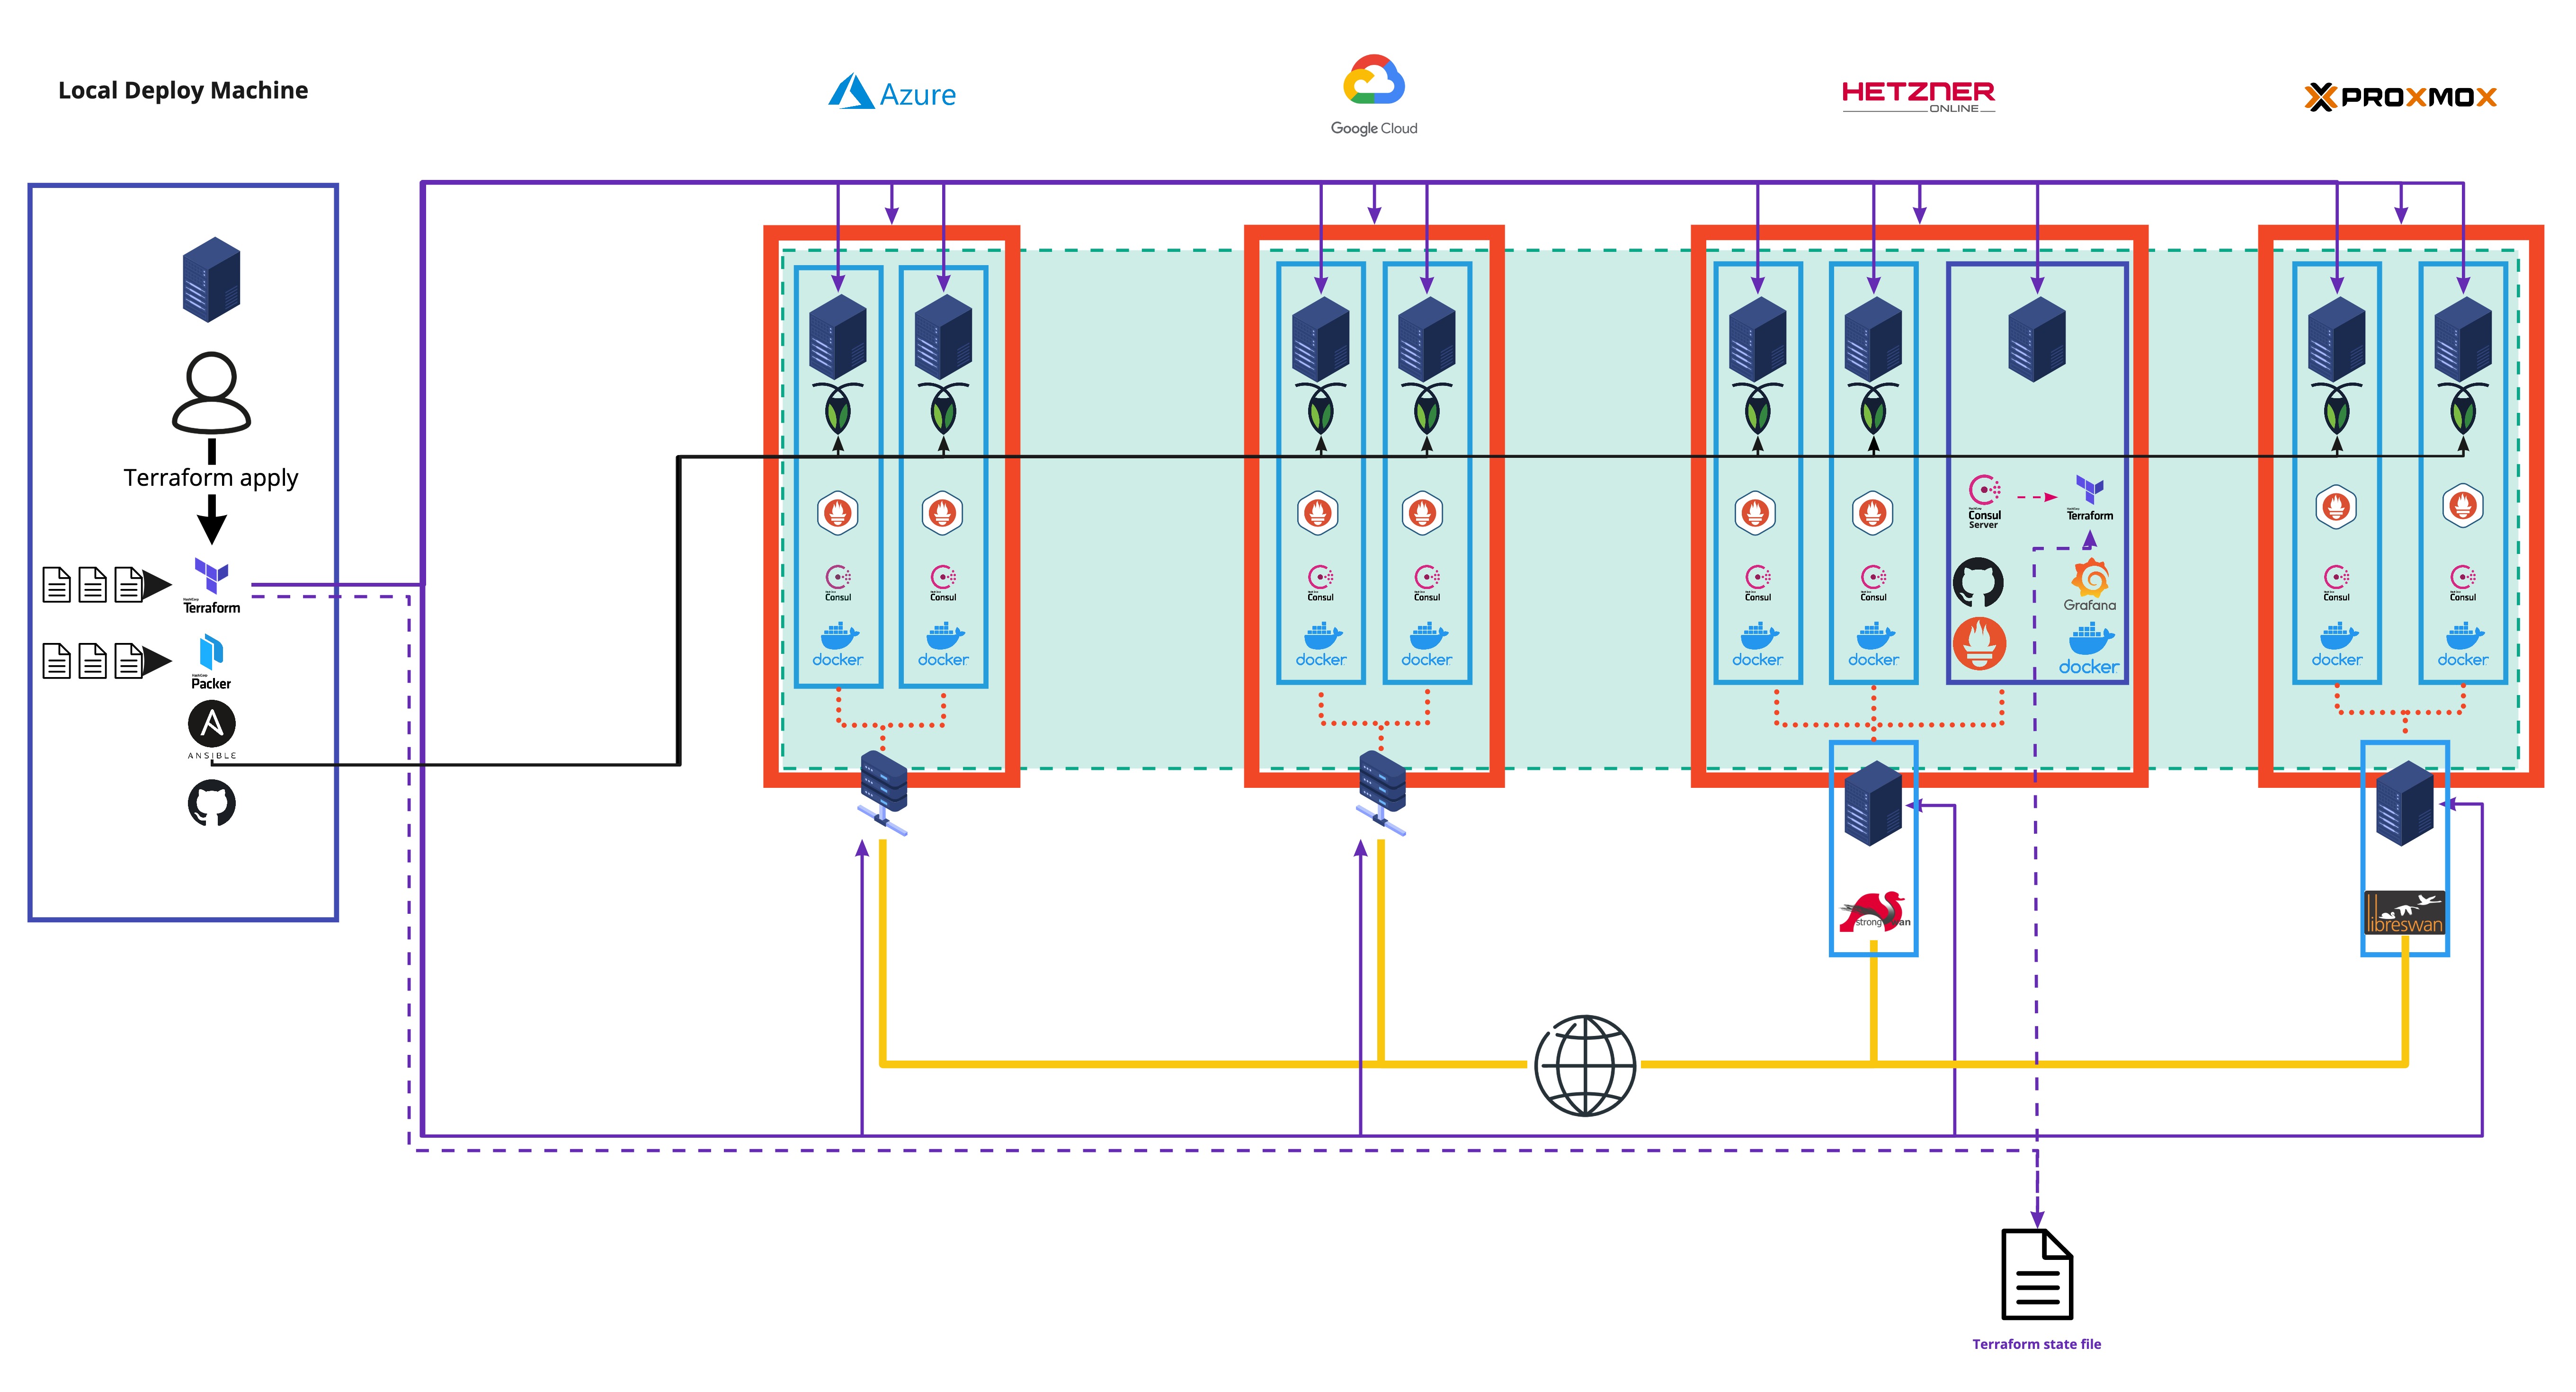 Local Deploy Machine
Azure
Google Cloud
HETZNER
ONLINE
PROXMOX
Terraform apply
HashiCorp
Terraform
HashiCorp
Packer
ANSIBLE
Consul
docker
Consul
docker
Consul
docker
Consul
docker
Consul
docker
Consul
docker
Consul
Server
Terraform
Grafana
docker
Consul
docker
Consul
docker
strongswan
libreswan
Terraform state file